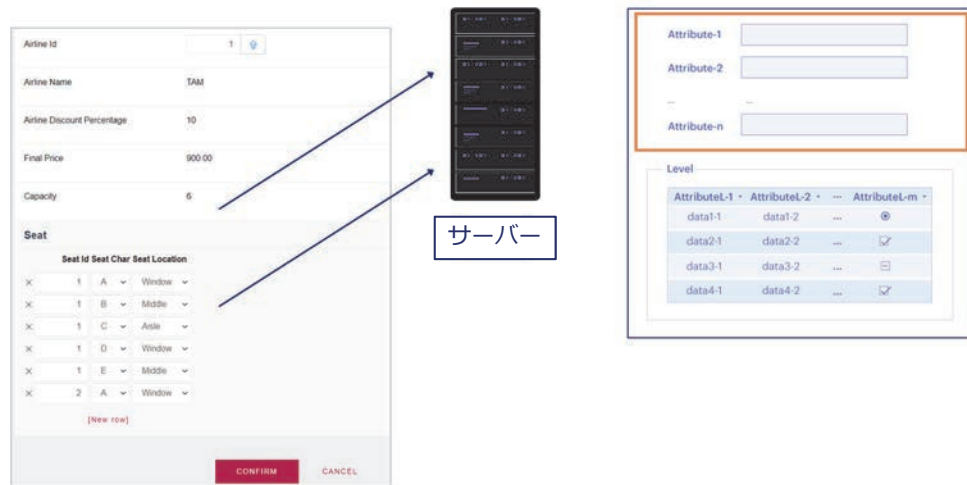 Airline Id 1
Airline Name TAM
Airline Discount Percentage 10
Final Price 900.00
Capacity 6
Seat
Seat Id Seat Char Seat Location
1 A Window
1 B Middle
1 C Aisle
1 D Window
1 E Middle
2 A Window
[New row]
CONFIRM CANCEL
サーバー
Attribute-1
Attribute-2
... ...
Attribute-n
Level
AttributeL-1 AttributeL-2 ... AttributeL-m
data1-1 data1-2 ...
data2-1 data2-2 ...
data3-1 data3-2 ...
data4-1 data4-2 ...